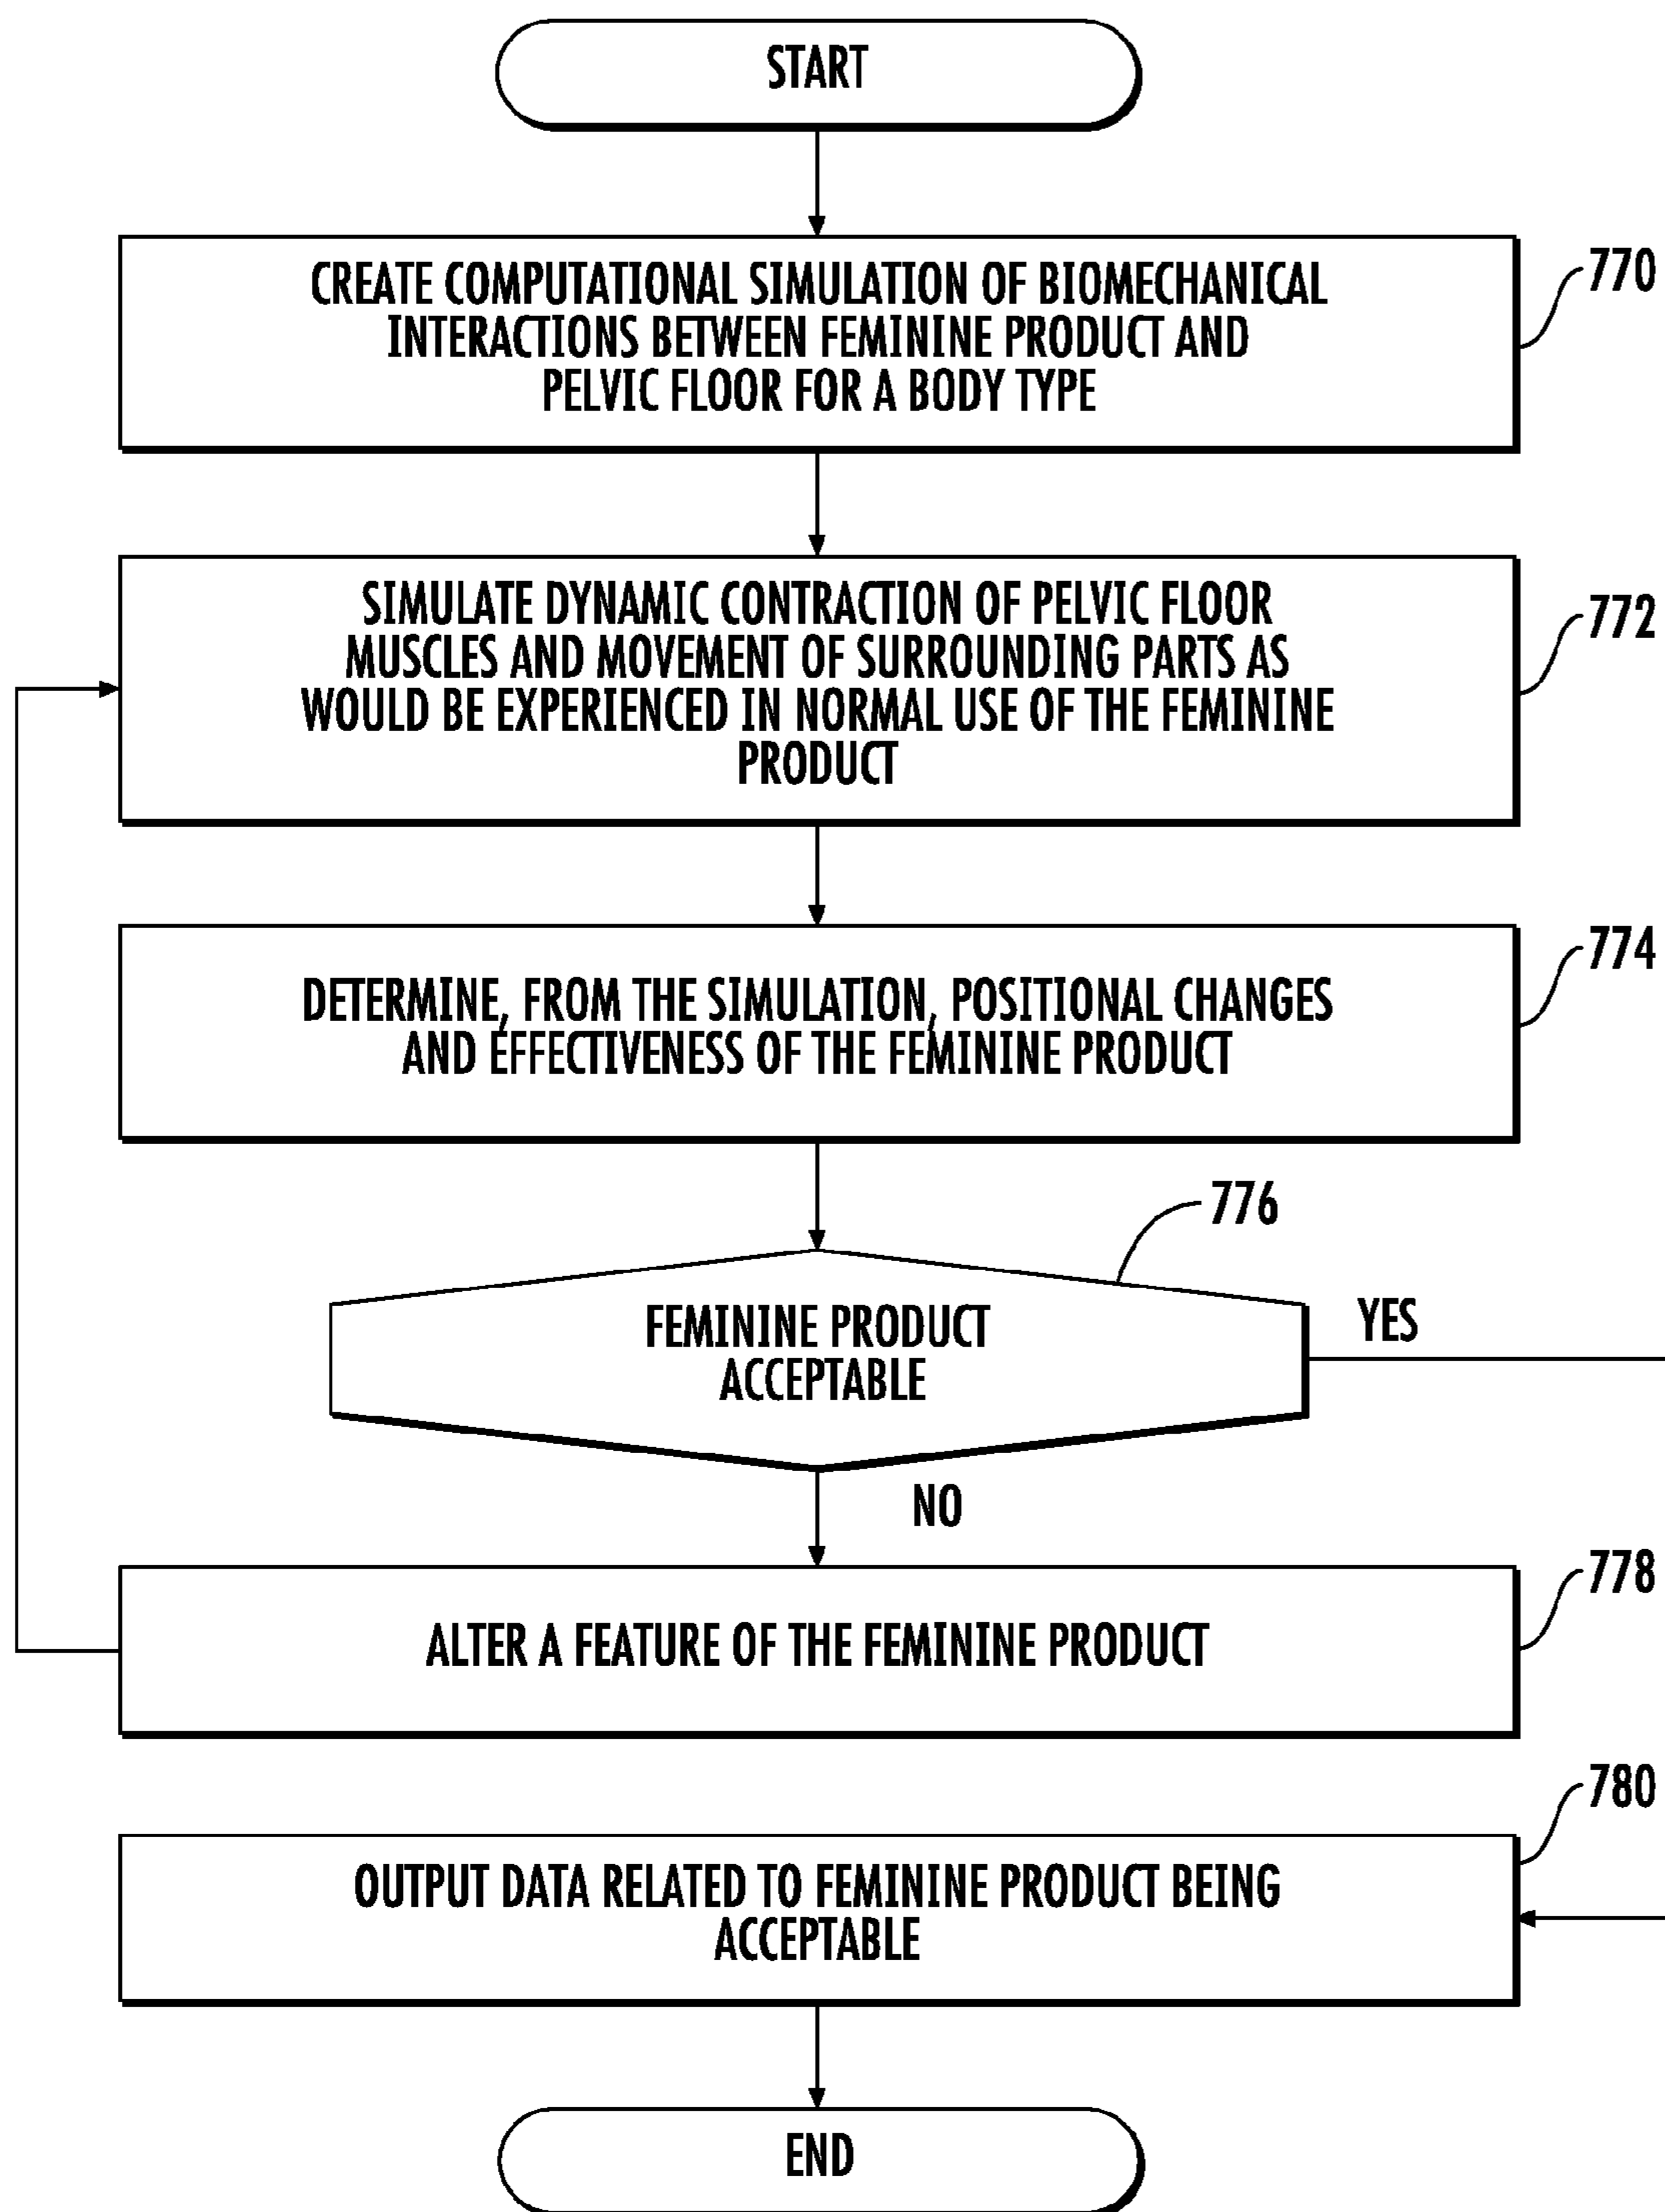 START
CREATE COMPUTATIONAL SIMULATION OF BIOMECHANICAL
INTERACTIONS BETWEEN FEMININE PRODUCT AND
PELVIC FLOOR FOR A BODY TYPE
770
SIMULATE DYNAMIC CONTRACTION OF PELVIC FLOOR
MUSCLES AND MOVEMENT OF SURROUNDING PARTS AS
WOULD BE EXPERIENCED IN NORMAL USE OF THE FEMININE
PRODUCT
772
DETERMINE, FROM THE SIMULATION, POSITIONAL CHANGES
AND EFFECTIVENESS OF THE FEMININE PRODUCT
774
776
FEMININE PRODUCT
ACCEPTABLE
YES
NO
ALTER A FEATURE OF THE FEMININE PRODUCT
778
OUTPUT DATA RELATED TO FEMININE PRODUCT BEING
ACCEPTABLE
780
END